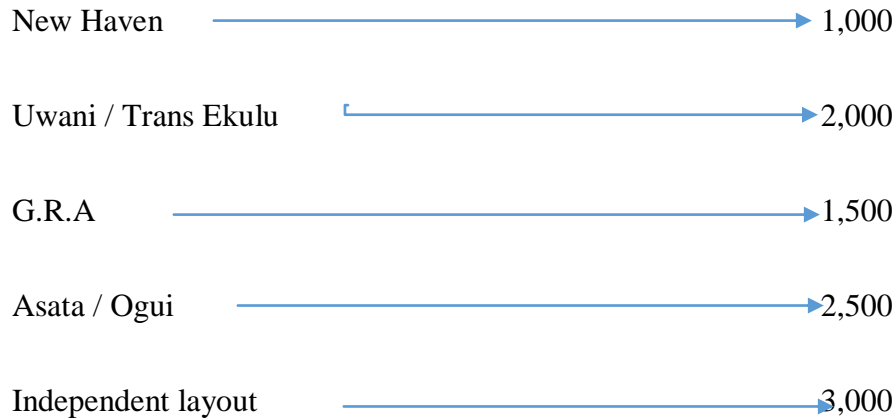 New Haven 1,000
Uwani / Trans Ekulu 2,000
G.R.A 1,500
Asata / Ogui 2,500
Independent layout 3,000